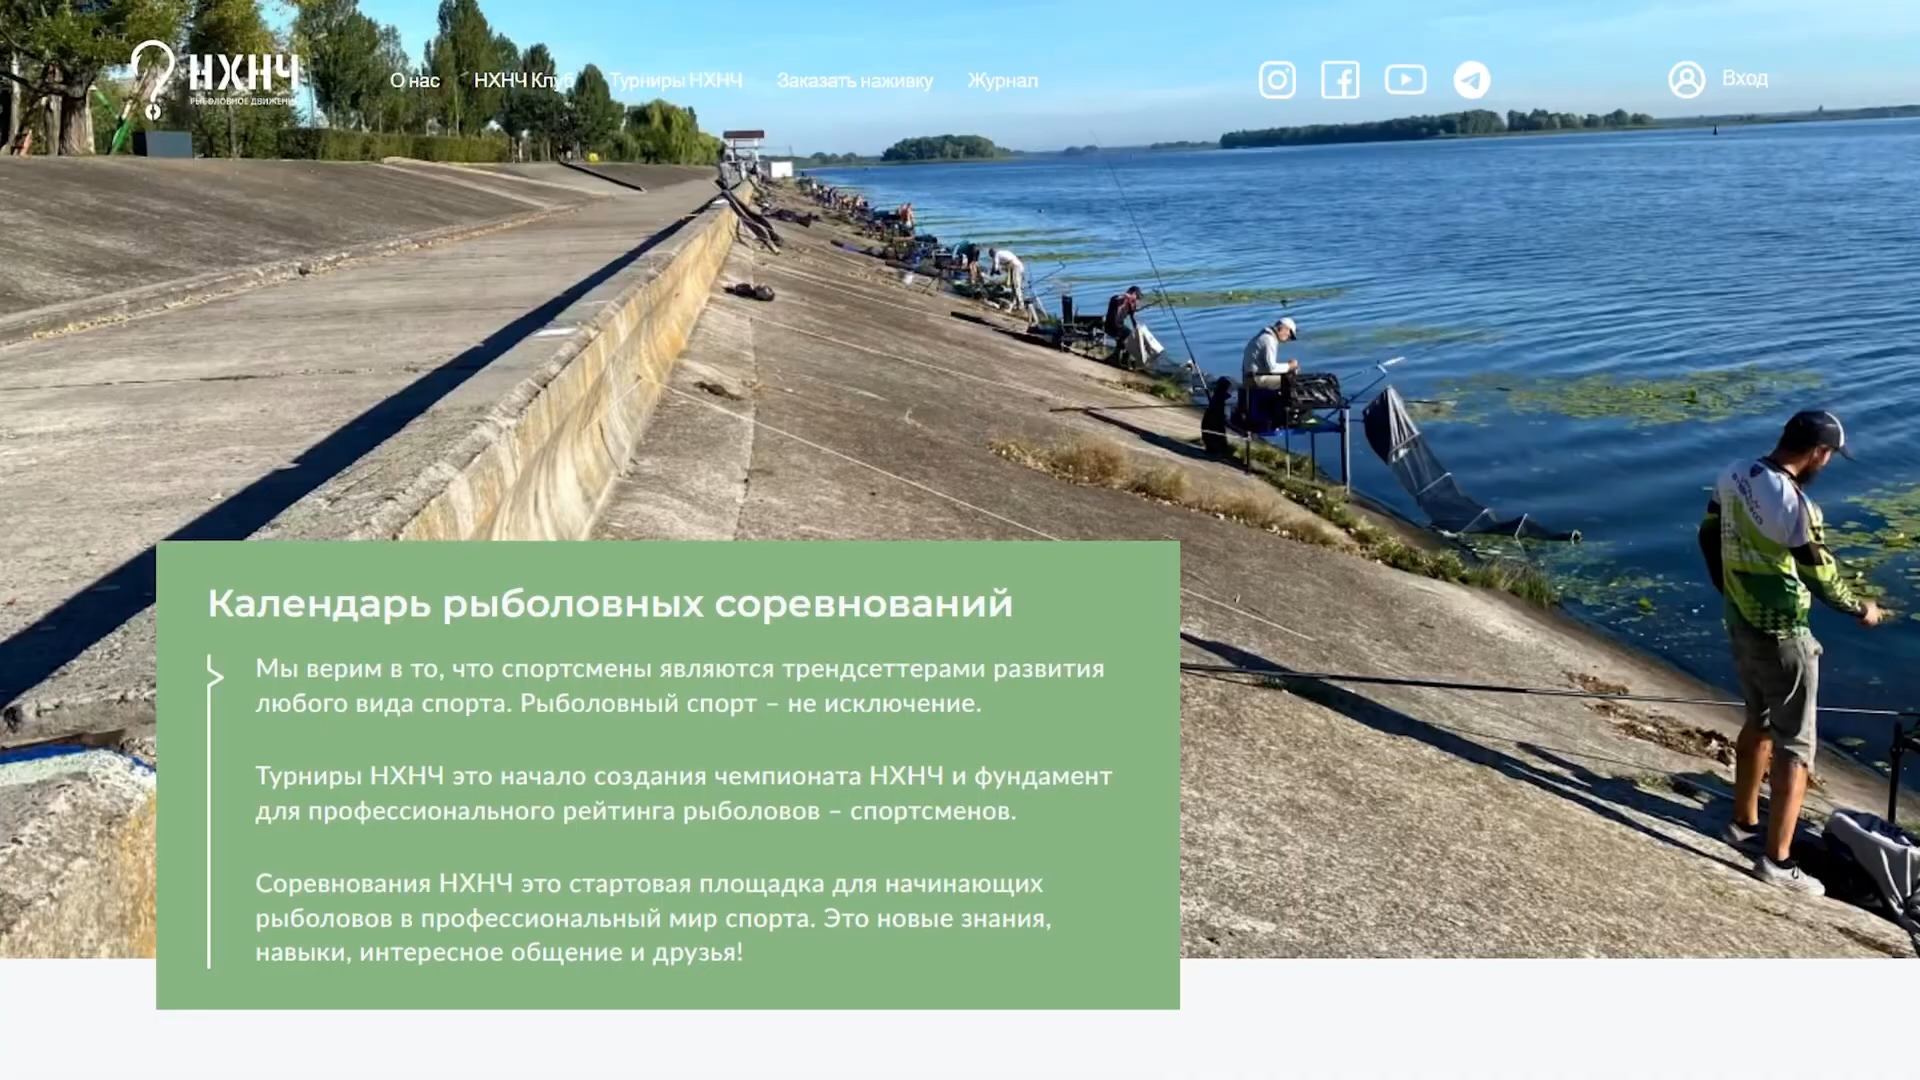 НХНЧ
РЫБОЛОВНОЕ ДВИЖЕНИЕ
О нас
НХНЧ Клуб
Турниры НХНЧ
Заказать наживку
Журнал
Вход
Календарь рыболовных соревнований
Мы верим в то, что спортсмены являются трендсеттерами развития
любого вида спорта. Рыболовный спорт – не исключение.
Турниры НХНЧ это начало создания чемпионата НХНЧ и фундамент
для профессионального рейтинга рыболовов – спортсменов.
Соревнования НХНЧ это стартовая площадка для начинающих
рыболовов в профессиональный мир спорта. Это новые знания,
навыки, интересное общение и друзья!